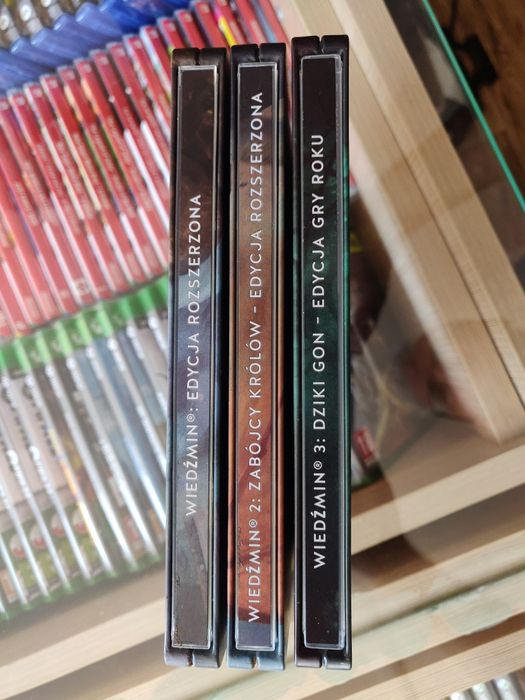 WIEDŹMIN®: EDYCJA ROZSZERZONA
WIEDŹMIN® 2: ZABÓJCY KRÓLÓW – EDYCJA ROZSZERZONA
WIEDŹMIN® 3: DZIKI GON – EDYCJA GRY ROKU